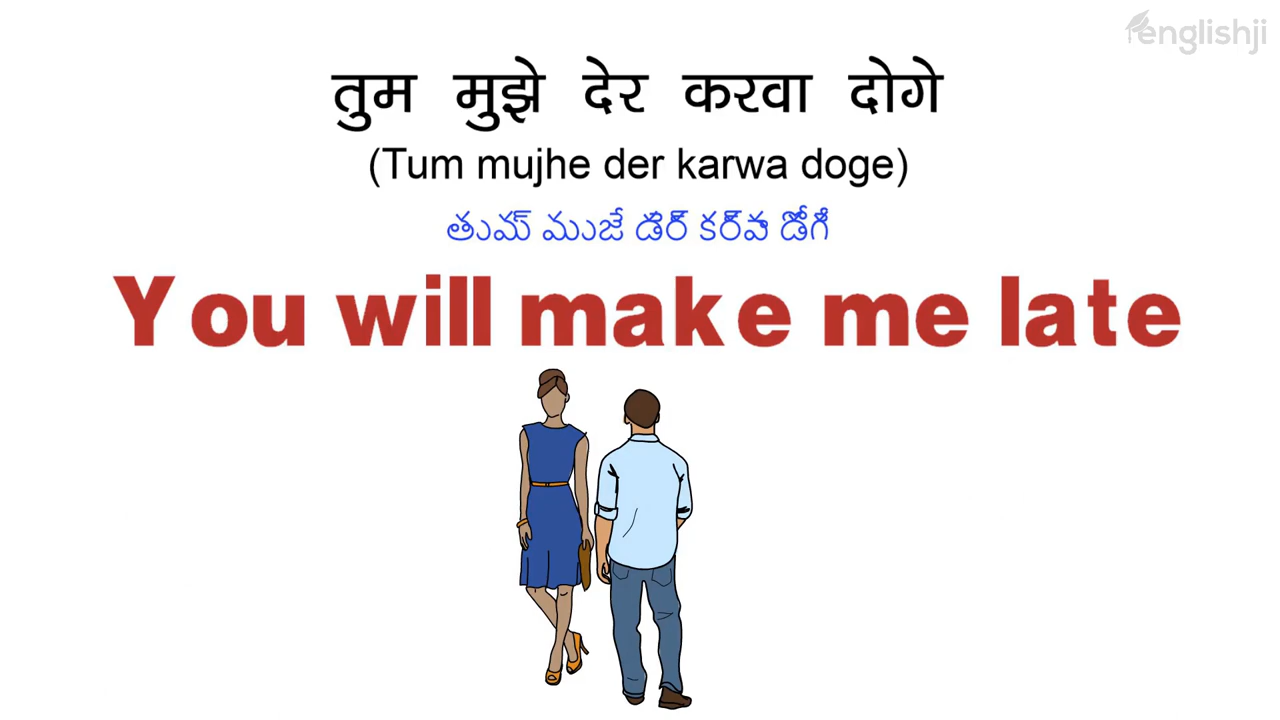 englishji
तुम मुझे देर करवा दोगे
(Tum mujhe der karwa doge)
తుమ్ ముజే డేర్ కర్వా డోగే
You will make me late